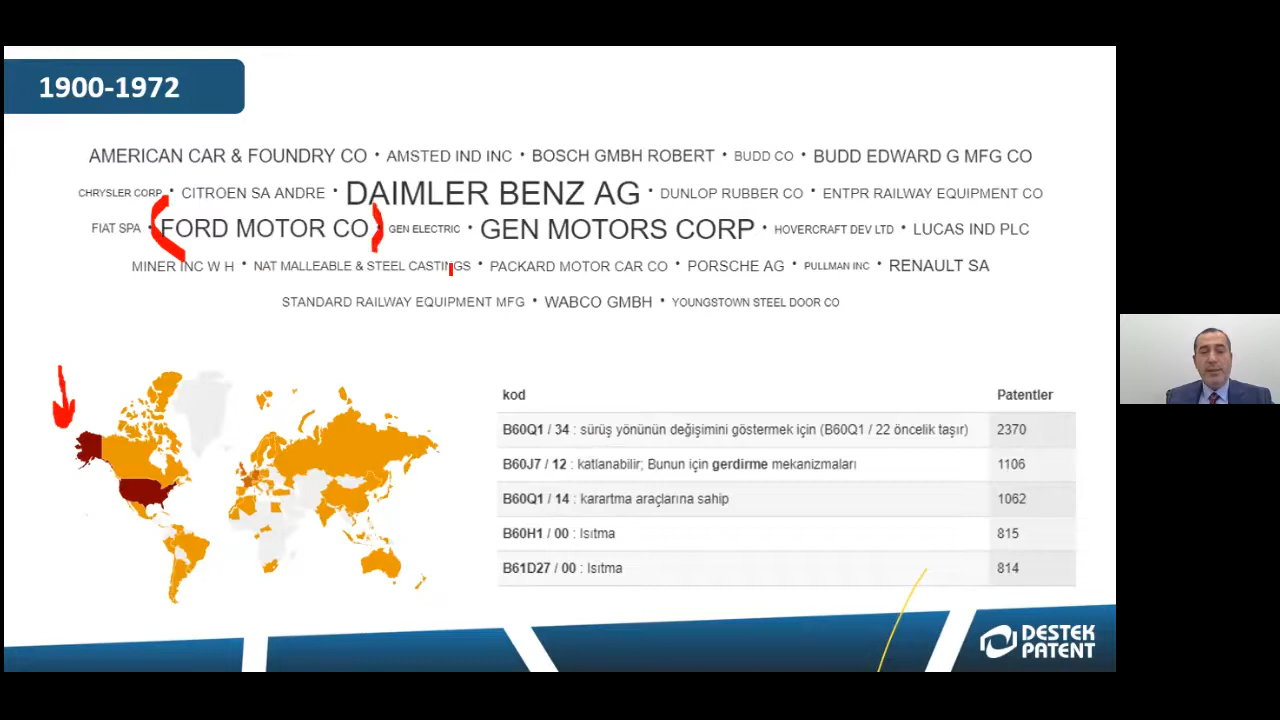 1900-1972
AMERICAN CAR & FOUNDRY CO • AMSTED IND INC • BOSCH GMBH ROBERT • BUDD CO • BUDD EDWARD G MFG CO
CHRYSLER CORP • CITROEN SA ANDRE • DAIMLER BENZ AG • DUNLOP RUBBER CO • ENTPR RAILWAY EQUIPMENT CO
FIAT SPA • FORD MOTOR CO • GEN ELECTRIC • GEN MOTORS CORP • HOVERCRAFT DEV LTD • LUCAS IND PLC
MINER INC W H • NAT MALLEABLE & STEEL CASTINGS • PACKARD MOTOR CAR CO • PORSCHE AG • PULLMAN INC • RENAULT SA
STANDARD RAILWAY EQUIPMENT MFG • WABCO GMBH • YOUNGSTOWN STEEL DOOR CO
kod Patentler
B60Q1 / 34 : sürüş yönünün değişimini göstermek için (B60Q1 / 22 öncelik taşır) 2370
B60J7 / 12 : katlanabilir; Bunun için gerdirme mekanizmaları 1106
B60Q1 / 14 : karartma araçlarına sahip 1062
B60H1 / 00 : Isıtma 815
B61D27 / 00 : Isıtma 814
DESTEK
PATENT